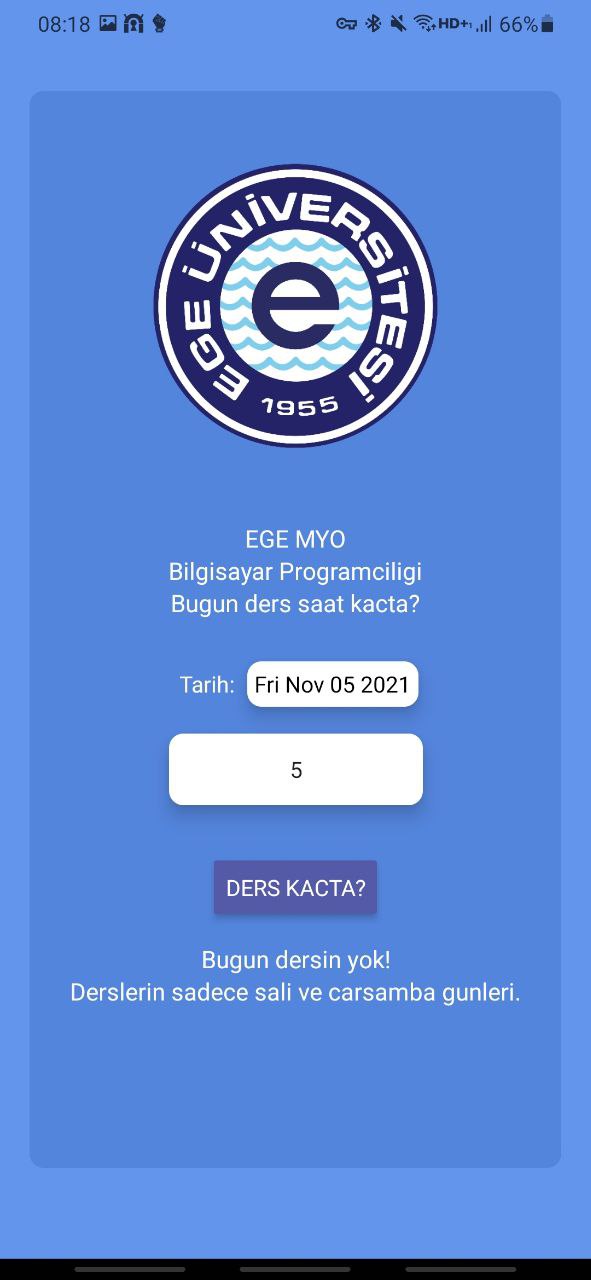 08:18
HD+1
66%
EGE ÜNİVERSİTESİ
e
1955
EGE MYO
Bilgisayar Programciligi
Bugun ders saat kacta?
Tarih: Fri Nov 05 2021
5
DERS KACTA?
Bugun dersin yok!
Derslerin sadece sali ve carsamba gunleri.